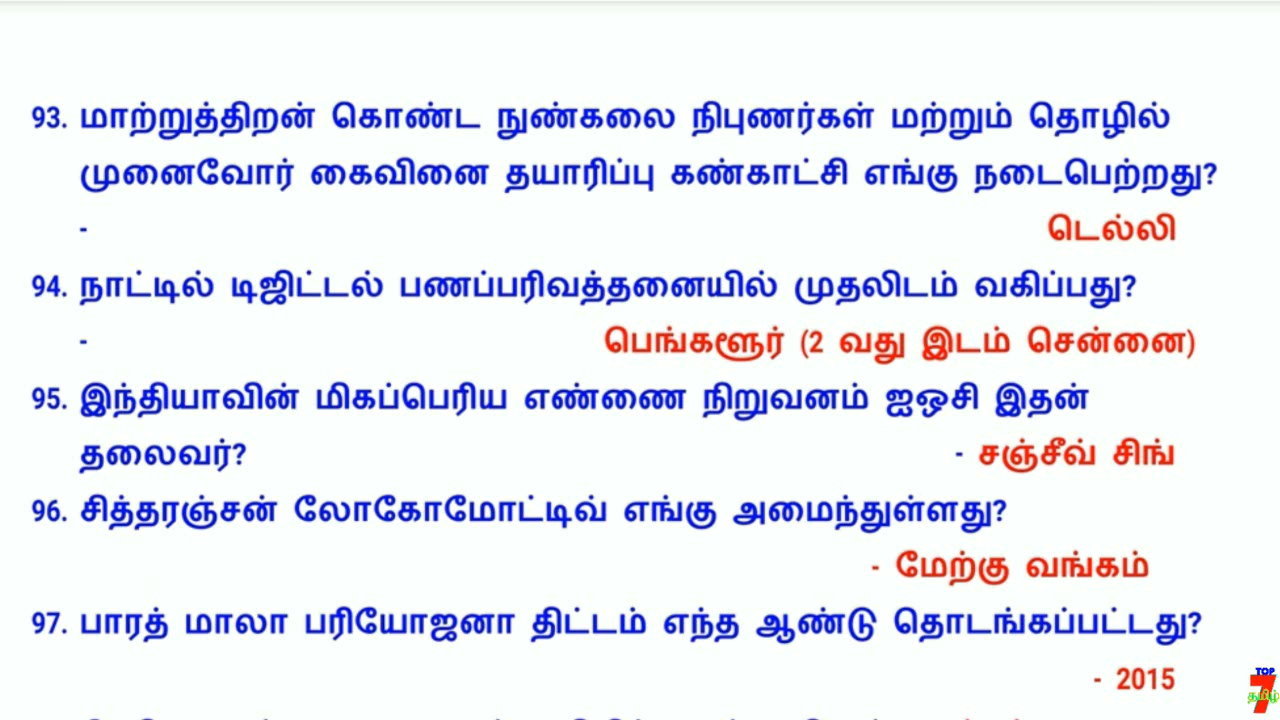 93. மாற்றுத்திறன் கொண்ட நுண்கலை நிபுணர்கள் மற்றும் தொழில்
முனைவோர் கைவினை தயாரிப்பு கண்காட்சி எங்கு நடைபெற்றது?
- டெல்லி
94. நாட்டில் டிஜிட்டல் பணப்பரிவத்தனையில் முதலிடம் வகிப்பது?
- பெங்களூர் (2 வது இடம் சென்னை)
95. இந்தியாவின் மிகப்பெரிய எண்ணை நிறுவனம் ஐஒசி இதன்
தலைவர்? - சஞ்சீவ் சிங்
96. சித்தரஞ்சன் லோகோமோட்டிவ் எங்கு அமைந்துள்ளது?
- மேற்கு வங்கம்
97. பாரத் மாலா பரியோஜனா திட்டம் எந்த ஆண்டு தொடங்கப்பட்டது?
- 2015
TOP
7
தமிழ்